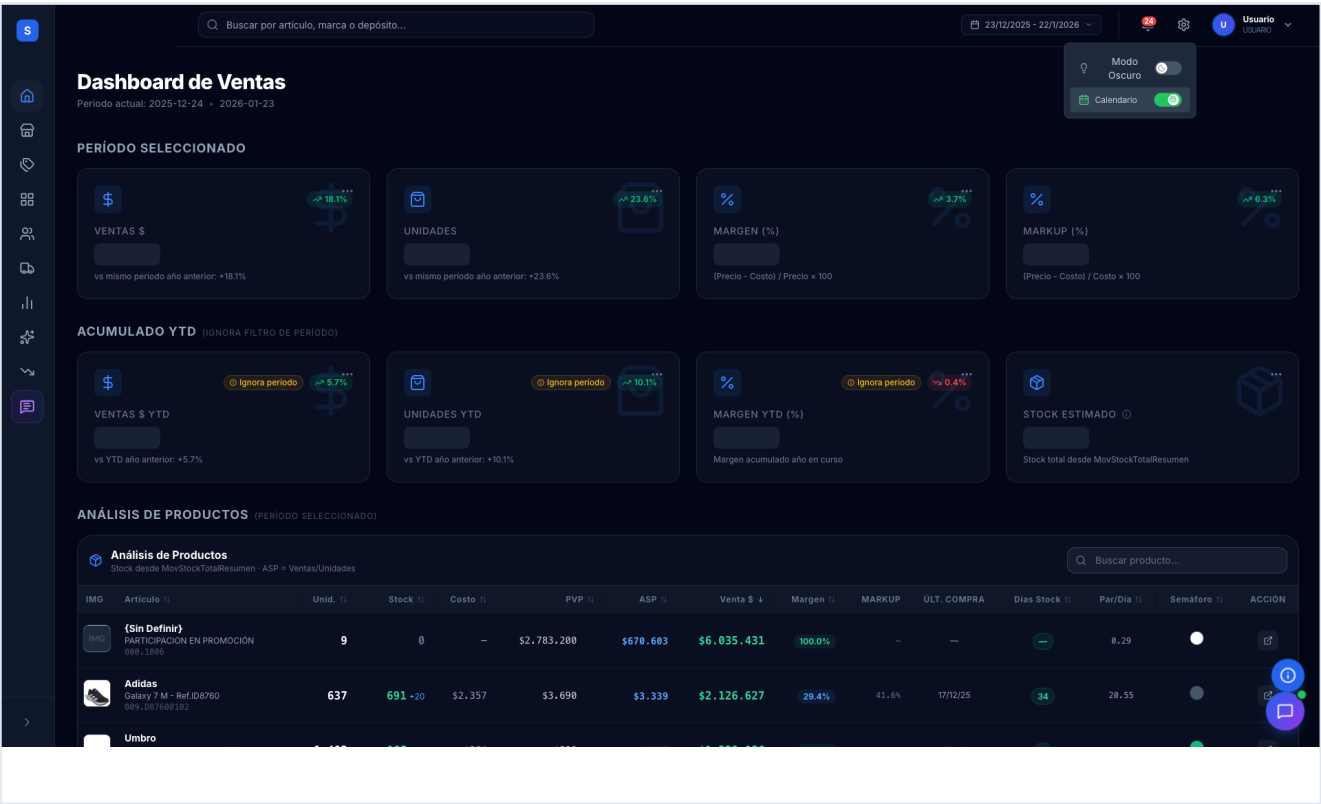 S
Buscar por artículo, marca o depósito...
23/12/2025 - 22/1/2026
24
U
Usuario
USUARIO
Modo
Oscuro
Calendario
Dashboard de Ventas
Periodo actual: 2025-12-24 • 2026-01-23
PERÍODO SELECCIONADO
18.1%
VENTAS $
vs mismo periodo año anterior: +18.1%
23.6%
UNIDADES
vs mismo periodo año anterior: +23.6%
3.7%
MARGEN (%)
(Precio - Costo) / Precio × 100
6.3%
MARKUP (%)
(Precio - Costo) / Costo × 100
ACUMULADO YTD (IGNORA FILTRO DE PERÍODO)
Ignora período 5.7%
VENTAS $ YTD
vs YTD año anterior: +5.7%
Ignora período 10.1%
UNIDADES YTD
vs YTD año anterior: +10.1%
Ignora período 0.4%
MARGEN YTD (%)
Margen acumulado año en curso
STOCK ESTIMADO
Stock total desde MovStockTotalResumen
ANÁLISIS DE PRODUCTOS (PERÍODO SELECCIONADO)
Análisis de Productos
Stock desde MovStockTotalResumen · ASP = Ventas/Unidades
Buscar producto...
IMG Artículo Unid. Stock Costo PVP ASP Venta $ Margen MARKUP ÚLT. COMPRA Días Stock Par/Día Semáforo ACCIÓN
IMG
{Sin Definir}
PARTICIPACION EN PROMOCIÓN
000.1006
9 0 — $2.783.200 $670.603 $6.035.431 100.0% – — — 0.29
Adidas
Galaxy 7 M - Ref.ID8760
009.D87600102
637 691 +20 $2.357 $3.690 $3.339 $2.126.627 29.4% 41.6% 17/12/25 34 20.55
Umbro